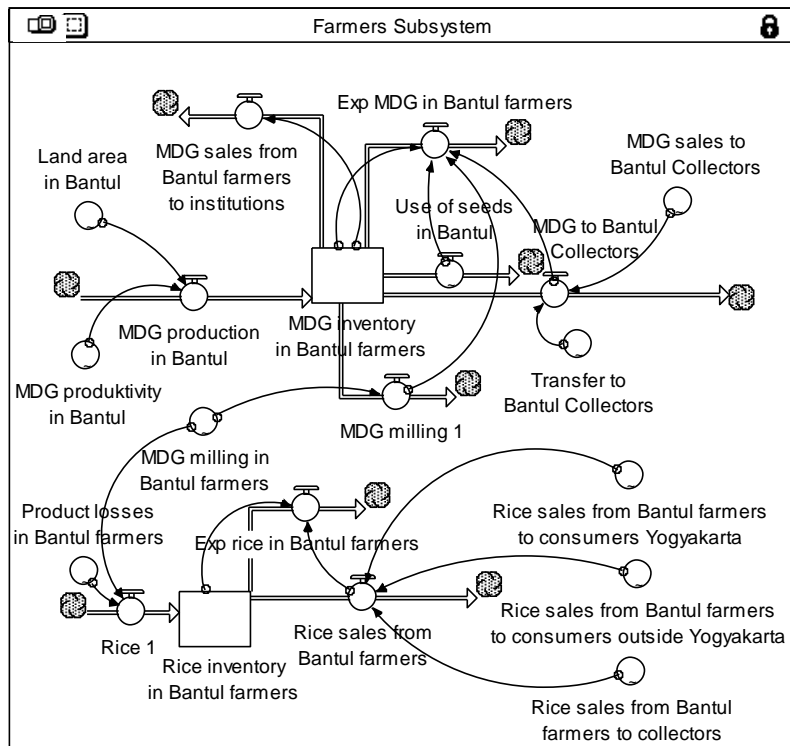 Farmers Subsystem
Exp MDG in Bantul farmers
MDG sales to
Bantul Collectors
Land area
in Bantul
MDG sales from
Bantul farmers
to institutions
Use of seeds
in Bantul
MDG to Bantul
Collectors
MDG production
in Bantul
MDG inventory
in Bantul farmers
MDG produktivity
in Bantul
Transfer to
Bantul Collectors
MDG milling 1
MDG milling in
Bantul farmers
Product losses
in Bantul farmers
Exp rice in Bantul farmers
Rice sales from Bantul farmers
to consumers Yogyakarta
Rice sales from Bantul farmers
to consumers outside Yogyakarta
Rice 1
Rice inventory
in Bantul farmers
Rice sales from
Bantul farmers
Rice sales from Bantul
farmers to collectors